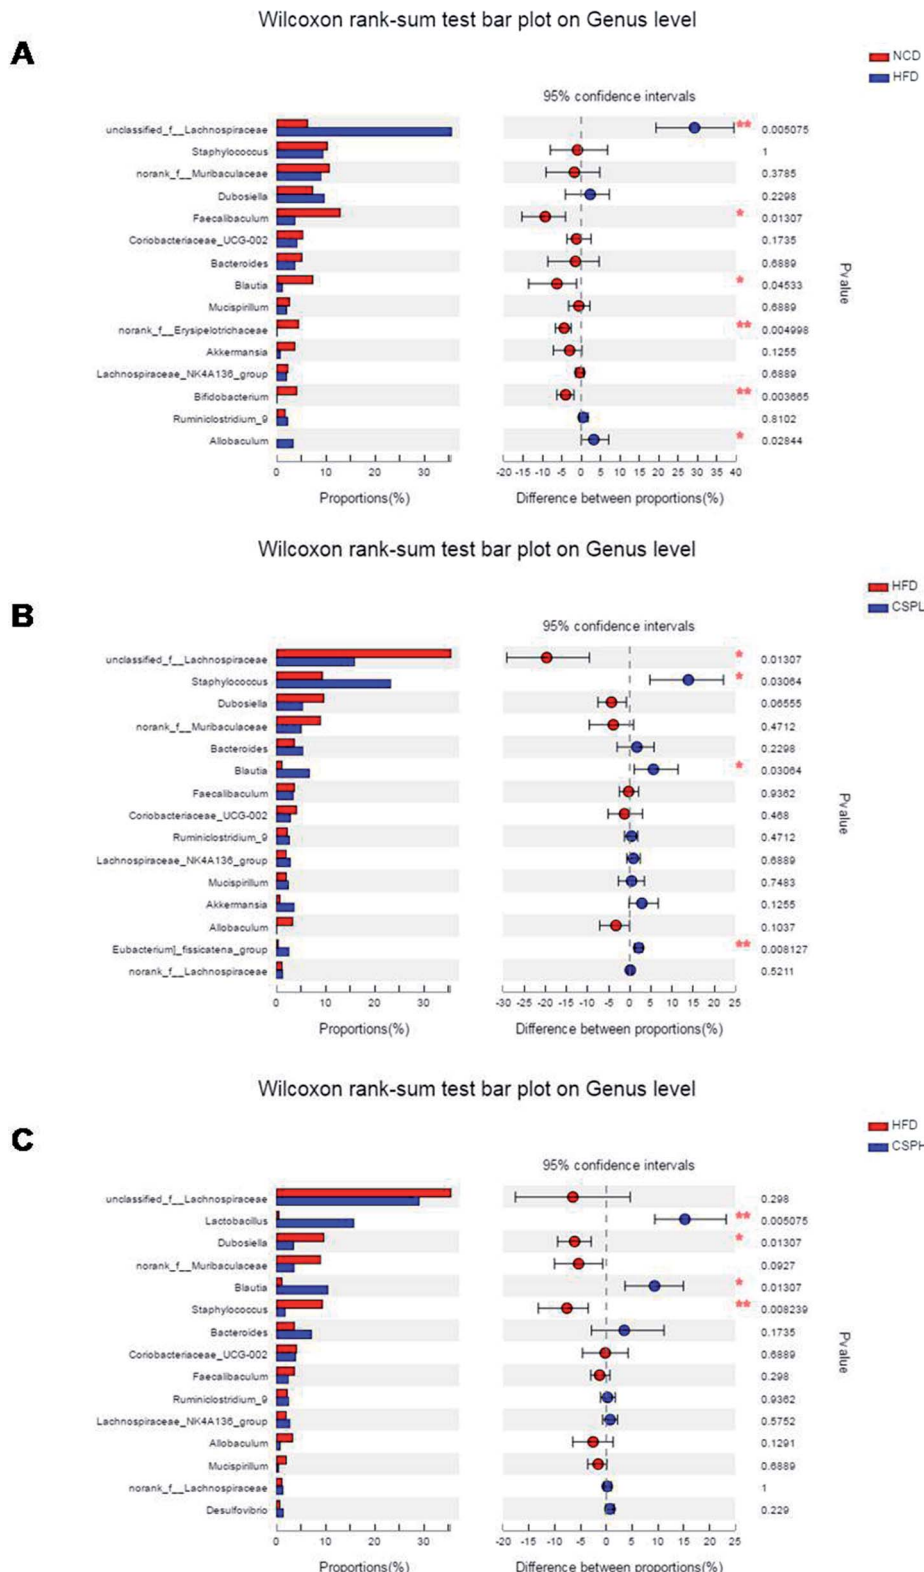 Wilcoxon rank-sum test bar plot on Genus level
A
NCD
HFD
95% confidence intervals
unclassified_f__Lachnospiraceae ** 0.005075
Staphylococcus 1
norank_f__Muribaculaceae 0.3785
Dubosiella 0.2298
Faecalibaculum * 0.01307
Coriobacteriaceae_UCG-002 0.1735
Bacteroides 0.6889
Blautia * 0.04533
Mucispirillum 0.6889
norank_f__Erysipelotrichaceae ** 0.004998
Akkermansia 0.1255
Lachnospiraceae_NK4A136_group 0.6889
Bifidobacterium ** 0.003665
Ruminiclostridium_9 0.8102
Allobaculum * 0.02844
Pvalue
0 10 20 30 -20 -15 -10 -5 0 5 10 15 20 25 30 35 40
Proportions(%) Difference between proportions(%)
Wilcoxon rank-sum test bar plot on Genus level
B
HFD
CSPL
95% confidence intervals
unclassified_f__Lachnospiraceae * 0.01307
Staphylococcus * 0.03064
Dubosiella 0.06555
norank_f__Muribaculaceae 0.4712
Bacteroides 0.2298
Blautia * 0.03064
Faecalibaculum 0.9362
Coriobacteriaceae_UCG-002 0.468
Ruminiclostridium_9 0.4712
Lachnospiraceae_NK4A136_group 0.6889
Mucispirillum 0.7483
Akkermansia 0.1255
Allobaculum 0.1037
Eubacterium]_fissicatena_group ** 0.008127
norank_f__Lachnospiraceae 0.5211
Pvalue
0 10 20 30 -30 -25 -20 -15 -10 -5 0 5 10 15 20 25
Proportions(%) Difference between proportions(%)
Wilcoxon rank-sum test bar plot on Genus level
C
HFD
CSPH
95% confidence intervals
unclassified_f__Lachnospiraceae 0.298
Lactobacillus ** 0.005075
Dubosiella * 0.01307
norank_f__Muribaculaceae 0.0927
Blautia * 0.01307
Staphylococcus ** 0.008239
Bacteroides 0.1735
Coriobacteriaceae_UCG-002 0.6889
Faecalibaculum 0.298
Ruminiclostridium_9 0.9362
Lachnospiraceae_NK4A136_group 0.5752
Allobaculum 0.1291
Mucispirillum 0.6889
norank_f__Lachnospiraceae 1
Desulfovibrio 0.229
Pvalue
0 10 20 30 -20 -15 -10 -5 0 5 10 15 20 25
Proportions(%) Difference between proportions(%)